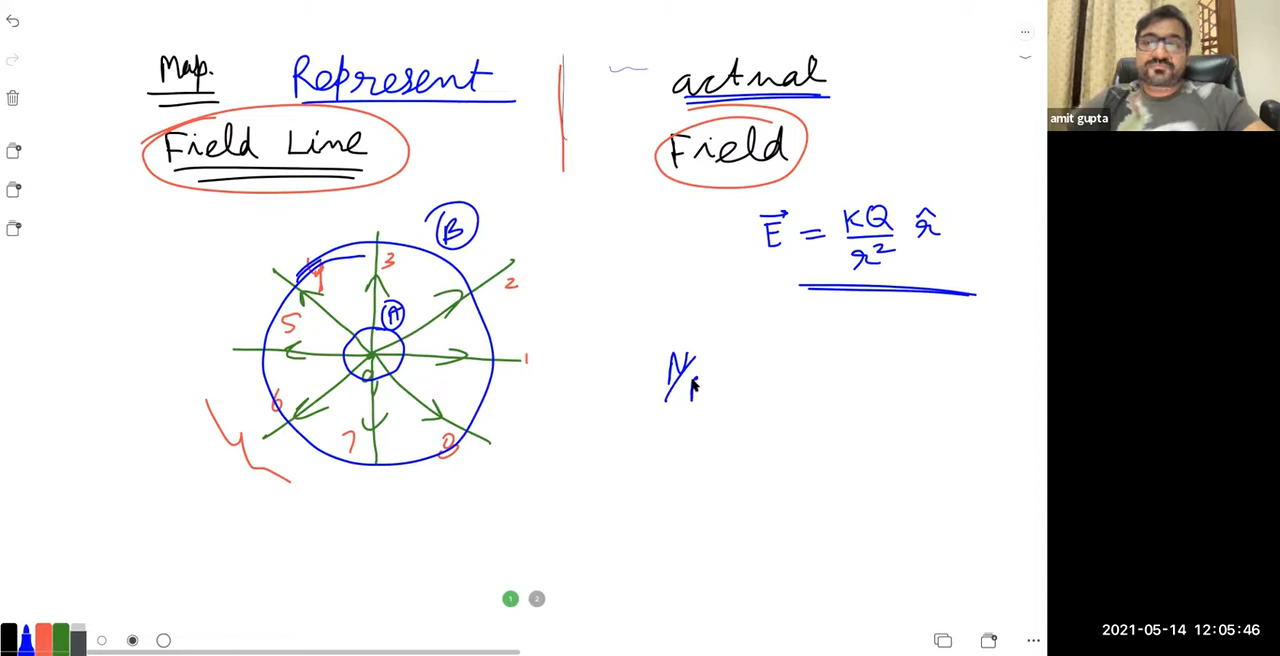 Map. Represent actual
Field Line Field
B
E⃗ = KQ/r² r̂
3
2
4
A
5
1
Q
6
7
8
N/
amit gupta
1 2
2021-05-14 12:05:46